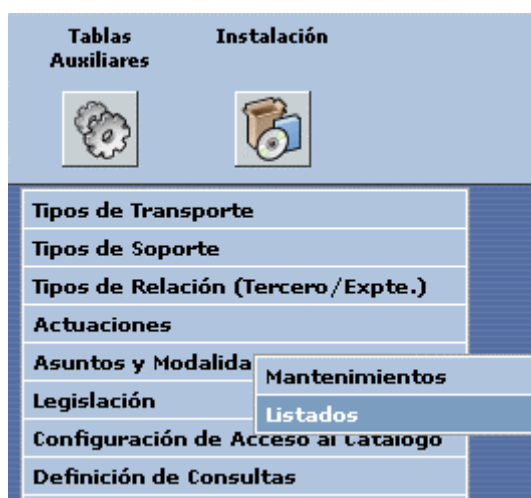 Tablas
Auxiliares
Instalación
Tipos de Transporte
Tipos de Soporte
Tipos de Relación (Tercero/Expte.)
Actuaciones
Asuntos y Modalida
Mantenimientos
Legislación
Listados
Configuración de Acceso al Catálogo
Definición de Consultas